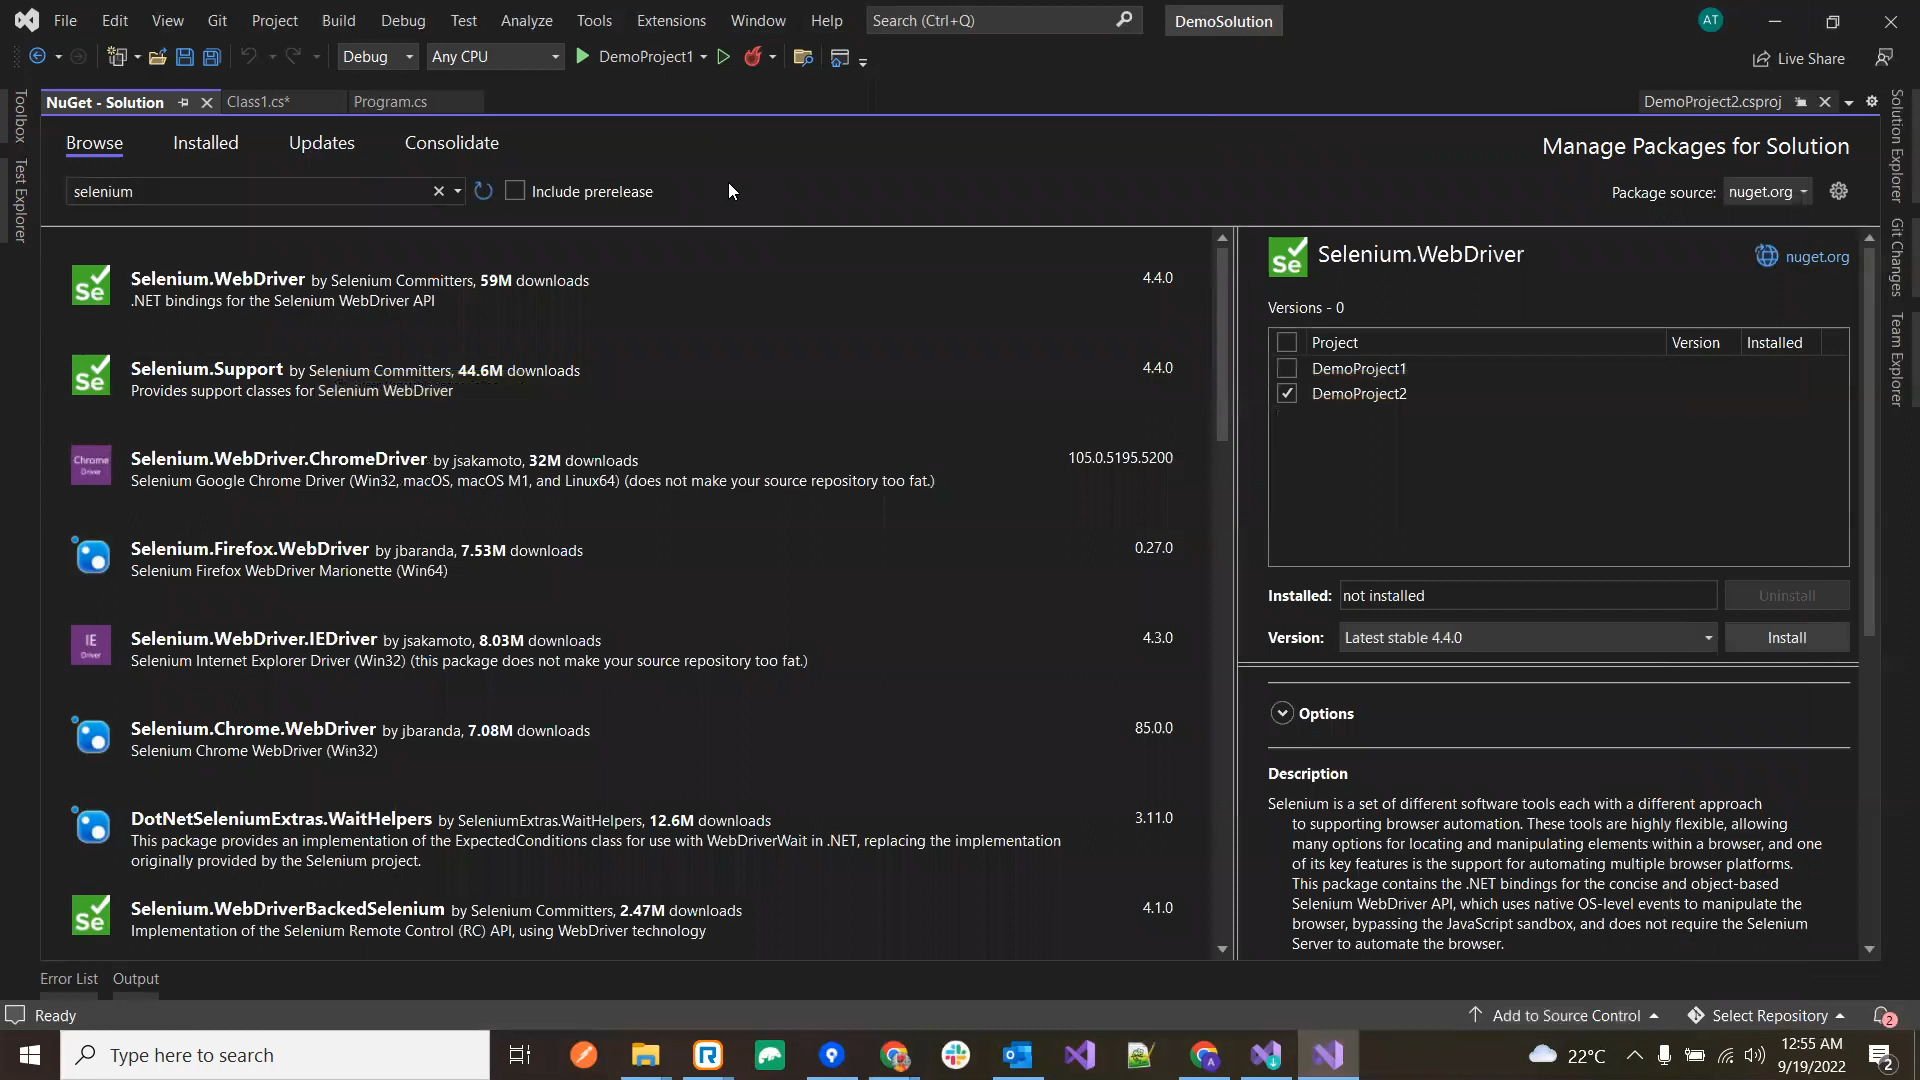 File Edit View Git Project Build Debug Test Analyze Tools Extensions Window Help Search (Ctrl+Q) DemoSolution AT
Debug Any CPU DemoProject1 Live Share
NuGet - Solution Class1.cs* Program.cs DemoProject2.csproj
Toolbox
Test Explorer
Browse Installed Updates Consolidate Manage Packages for Solution
selenium Include prerelease Package source: nuget.org
Se Selenium.WebDriver by Selenium Committers, 59M downloads 4.4.0
.NET bindings for the Selenium WebDriver API
Se Selenium.Support by Selenium Committers, 44.6M downloads 4.4.0
Provides support classes for Selenium WebDriver
Chrome Driver Selenium.WebDriver.ChromeDriver by jsakamoto, 32M downloads 105.0.5195.5200
Selenium Google Chrome Driver (Win32, macOS, macOS M1, and Linux64) (does not make your source repository too fat.)
Selenium.Firefox.WebDriver by jbaranda, 7.53M downloads 0.27.0
Selenium Firefox WebDriver Marionette (Win64)
IE Driver Selenium.WebDriver.IEDriver by jsakamoto, 8.03M downloads 4.3.0
Selenium Internet Explorer Driver (Win32) (this package does not make your source repository too fat.)
Selenium.Chrome.WebDriver by jbaranda, 7.08M downloads 85.0.0
Selenium Chrome WebDriver (Win32)
DotNetSeleniumExtras.WaitHelpers by SeleniumExtras.WaitHelpers, 12.6M downloads 3.11.0
This package provides an implementation of the ExpectedConditions class for use with WebDriverWait in .NET, replacing the implementation
originally provided by the Selenium project.
Se Selenium.WebDriverBackedSelenium by Selenium Committers, 2.47M downloads 4.1.0
Implementation of the Selenium Remote Control (RC) API, using WebDriver technology
Se Selenium.WebDriver nuget.org
Versions - 0
Project Version Installed
DemoProject1
DemoProject2
Installed: not installed Uninstall
Version: Latest stable 4.4.0 Install
Options
Description
Selenium is a set of different software tools each with a different approach
to supporting browser automation. These tools are highly flexible, allowing
many options for locating and manipulating elements within a browser, and one
of its key features is the support for automating multiple browser platforms.
This package contains the .NET bindings for the concise and object-based
Selenium WebDriver API, which uses native OS-level events to manipulate the
browser, bypassing the JavaScript sandbox, and does not require the Selenium
Server to automate the browser.
Solution Explorer
Git Changes
Team Explorer
Error List Output
Ready Add to Source Control Select Repository 2
Type here to search 22°C 12:55 AM
9/19/2022 2